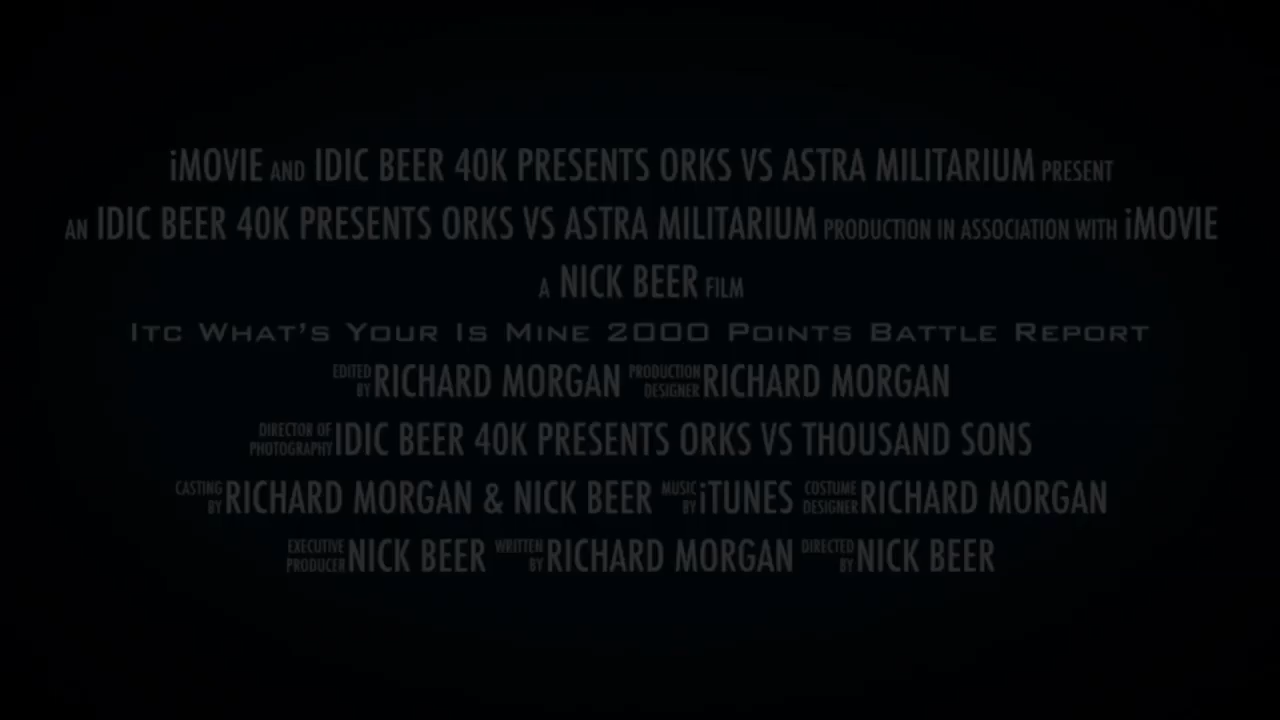 iMOVIE AND IDIC BEER 40K PRESENTS ORKS VS ASTRA MILITARIUM PRESENT
AN IDIC BEER 40K PRESENTS ORKS VS ASTRA MILITARIUM PRODUCTION IN ASSOCIATION WITH iMOVIE
A NICK BEER FILM
ITC WHAT'S YOUR IS MINE 2000 POINTS BATTLE REPORT
EDITED BY RICHARD MORGAN PRODUCTION DESIGNER RICHARD MORGAN
DIRECTOR OF PHOTOGRAPHY IDIC BEER 40K PRESENTS ORKS VS THOUSAND SONS
CASTING BY RICHARD MORGAN & NICK BEER MUSIC BY iTUNES COSTUME DESIGNER RICHARD MORGAN
EXECUTIVE PRODUCER NICK BEER WRITTEN BY RICHARD MORGAN DIRECTED BY NICK BEER